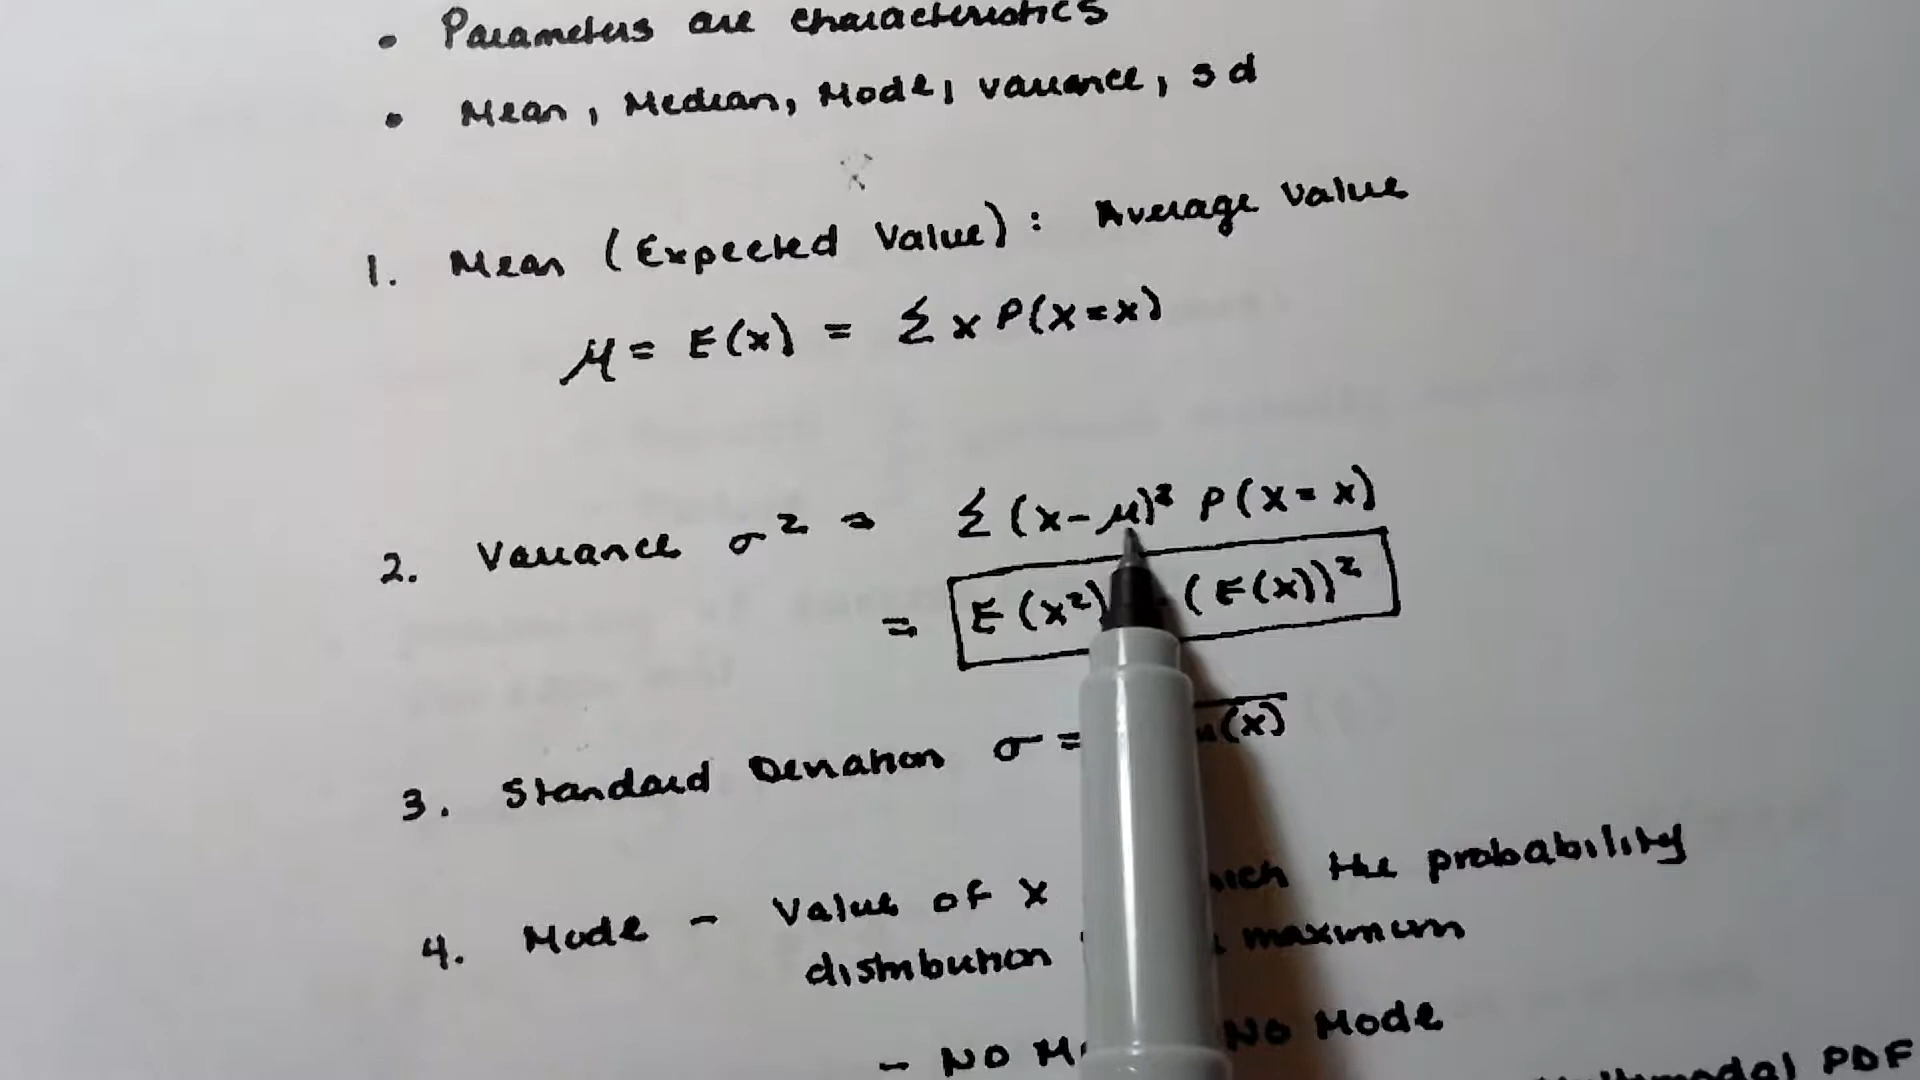 • Parameters are characteristics
• Mean, Median, Mode, variance, sd
1. Mean (Expected Value): Average Value
μ = E(x) = Σ x P(X=x)
2. Variance σ² = Σ (x-μ)² P(X=x)
= E(x²) (E(x))²
3. Standard Deviation σ = (x)
4. Mode - Value of x the probability
distribution maximum
- NO NO Mode
PDF